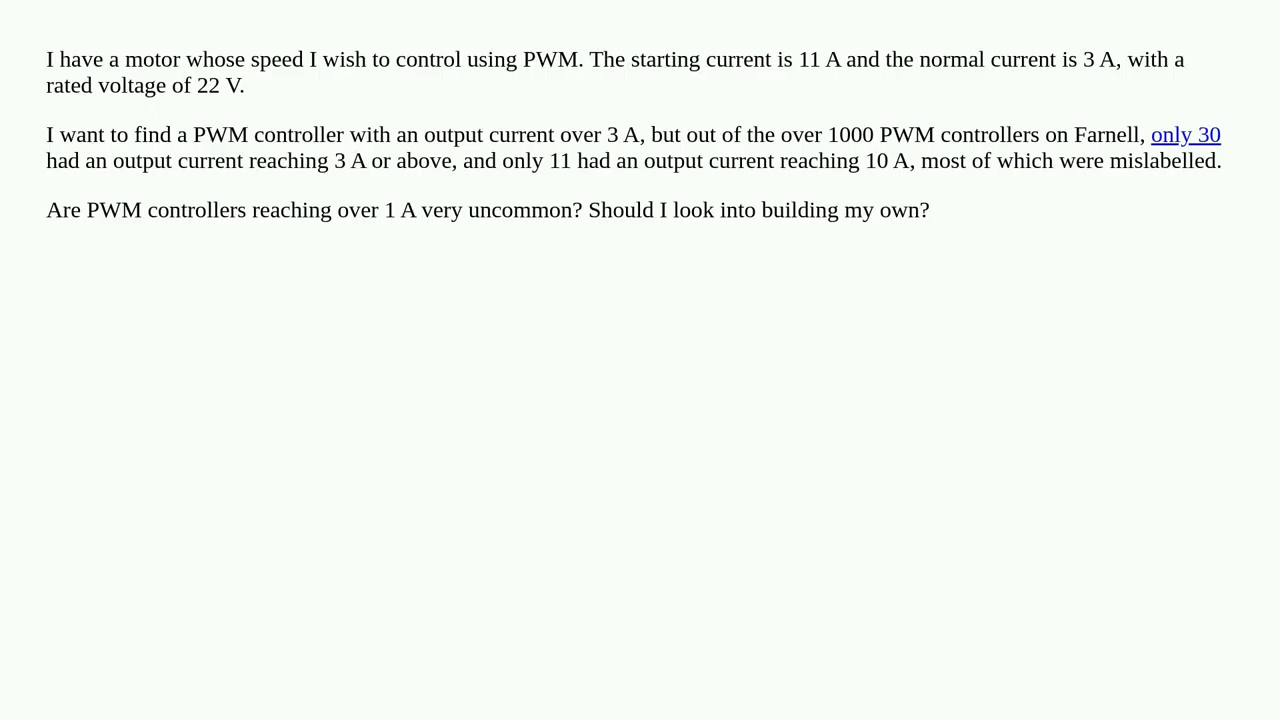 I have a motor whose speed I wish to control using PWM. The starting current is 11 A and the normal current is 3 A, with a
rated voltage of 22 V.
I want to find a PWM controller with an output current over 3 A, but out of the over 1000 PWM controllers on Farnell, only 30
had an output current reaching 3 A or above, and only 11 had an output current reaching 10 A, most of which were mislabelled.
Are PWM controllers reaching over 1 A very uncommon? Should I look into building my own?